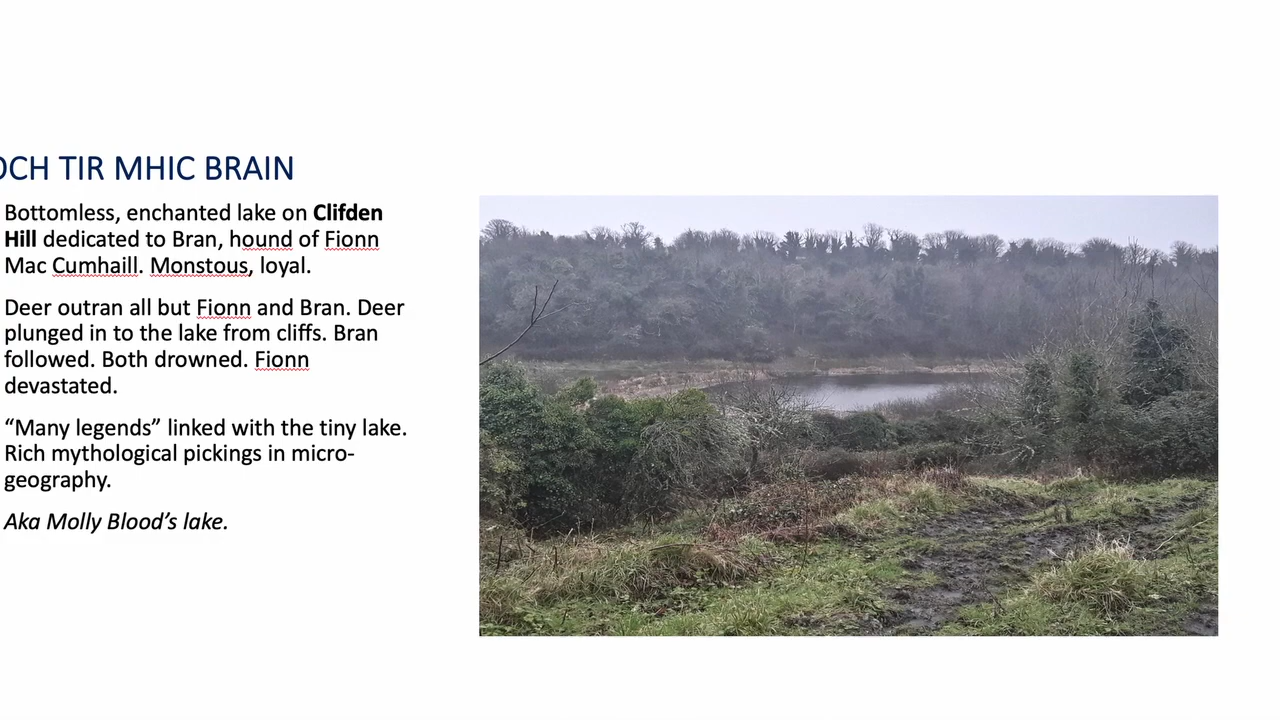 OCH TIR MHIC BRAIN
Bottomless, enchanted lake on Clifden
Hill dedicated to Bran, hound of Fionn
Mac Cumhaill. Monstous, loyal.
Deer outran all but Fionn and Bran. Deer
plunged in to the lake from cliffs. Bran
followed. Both drowned. Fionn
devastated.
“Many legends” linked with the tiny lake.
Rich mythological pickings in micro-
geography.
Aka Molly Blood’s lake.